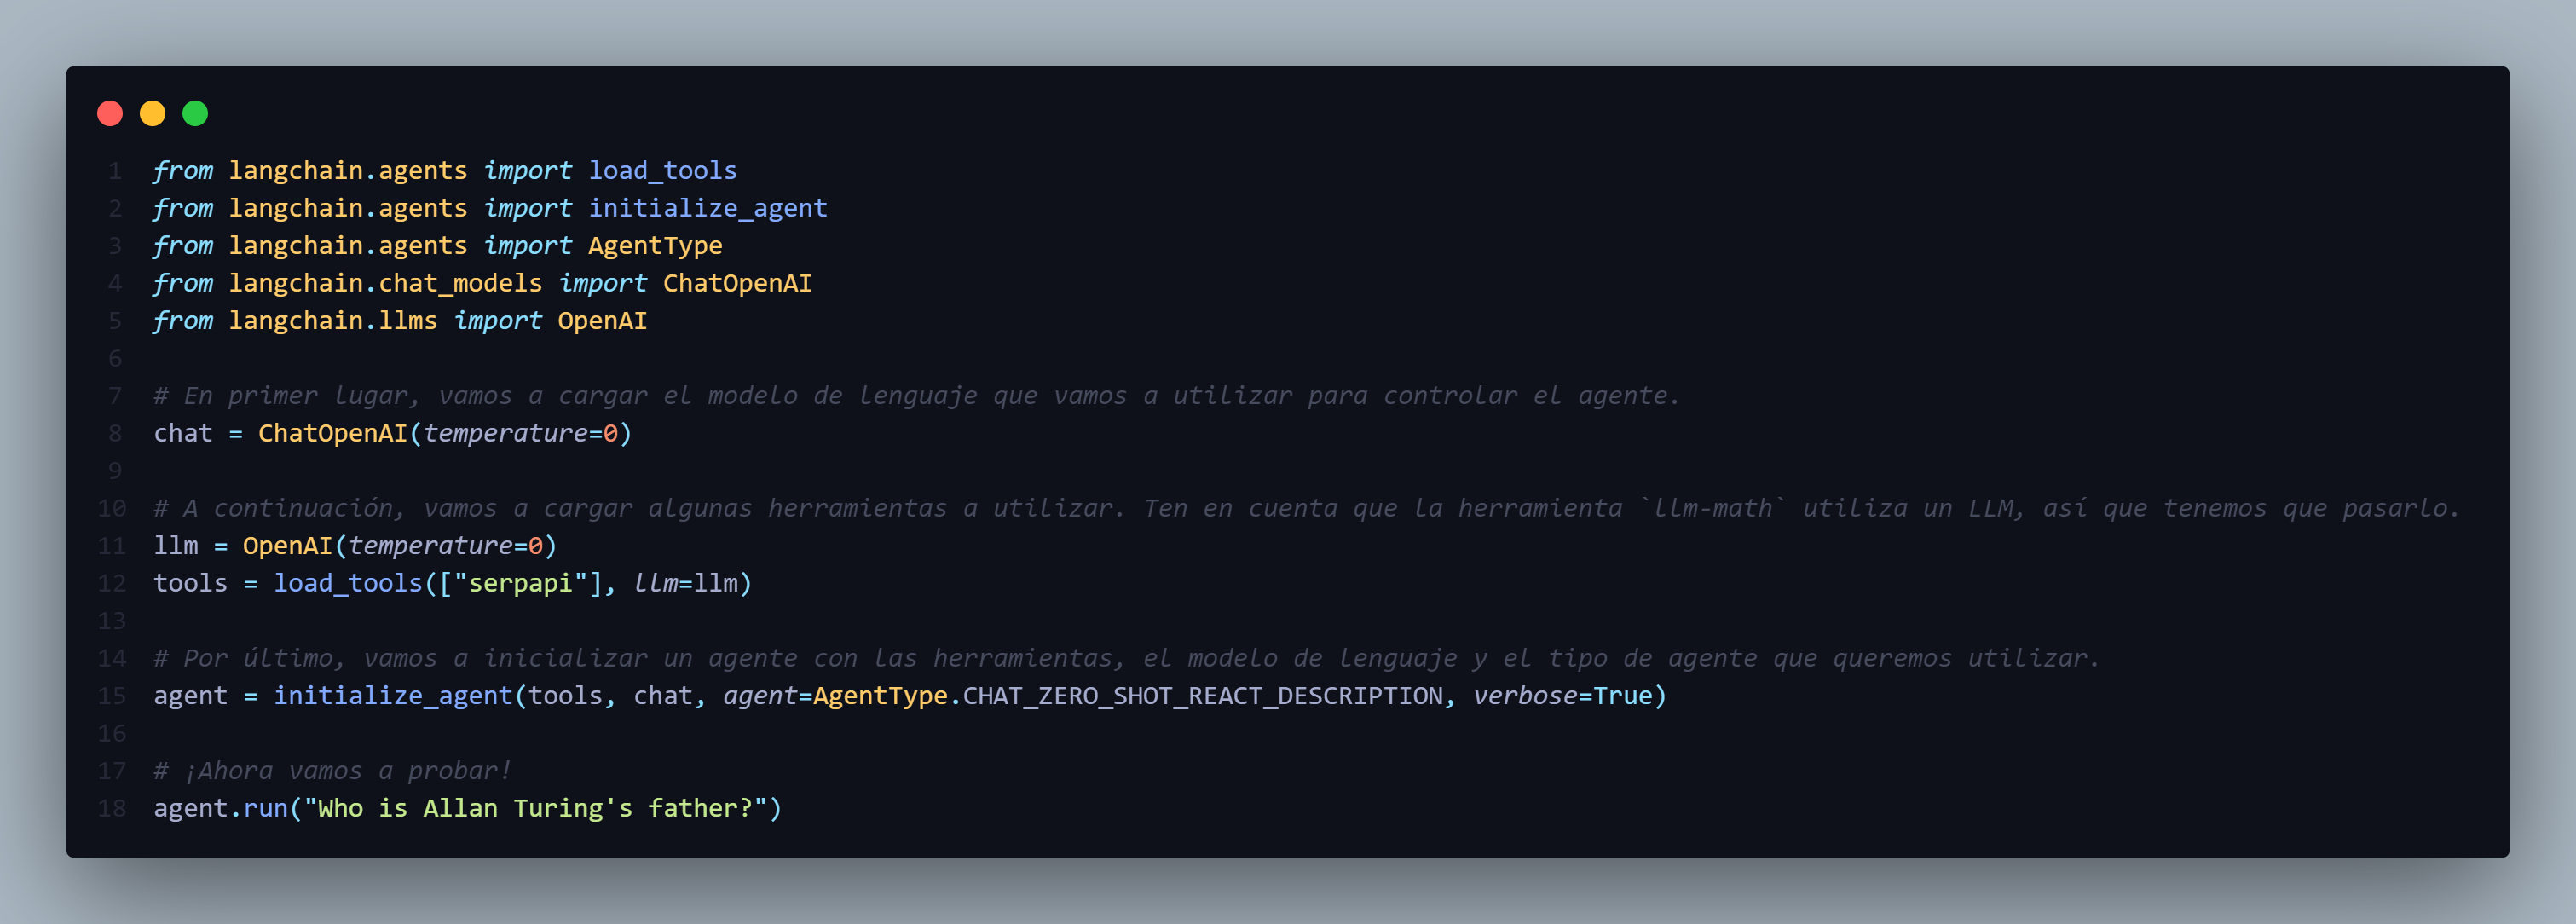 1 from langchain.agents import load_tools
2 from langchain.agents import initialize_agent
3 from langchain.agents import AgentType
4 from langchain.chat_models import ChatOpenAI
5 from langchain.llms import OpenAI
6
7 # En primer lugar, vamos a cargar el modelo de lenguaje que vamos a utilizar para controlar el agente.
8 chat = ChatOpenAI(temperature=0)
9
10 # A continuación, vamos a cargar algunas herramientas a utilizar. Ten en cuenta que la herramienta `llm-math` utiliza un LLM, así que tenemos que pasarlo.
11 llm = OpenAI(temperature=0)
12 tools = load_tools(["serpapi"], llm=llm)
13
14 # Por último, vamos a inicializar un agente con las herramientas, el modelo de lenguaje y el tipo de agente que queremos utilizar.
15 agent = initialize_agent(tools, chat, agent=AgentType.CHAT_ZERO_SHOT_REACT_DESCRIPTION, verbose=True)
16
17 # ¡Ahora vamos a probar!
18 agent.run("Who is Allan Turing's father?")